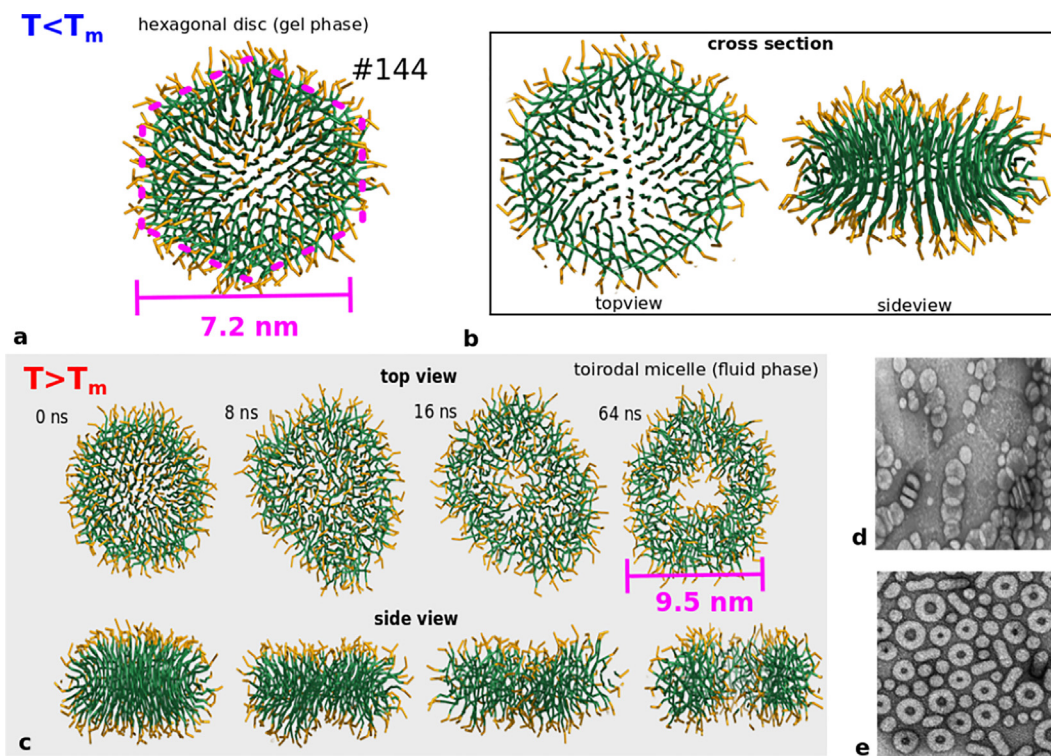 T<Tm
hexagonal disc (gel phase)
#144
7.2 nm
a
cross section
topview
sideview
b
T>Tm
top view
toirodal micelle (fluid phase)
0 ns
8 ns
16 ns
64 ns
9.5 nm
side view
c
d
e